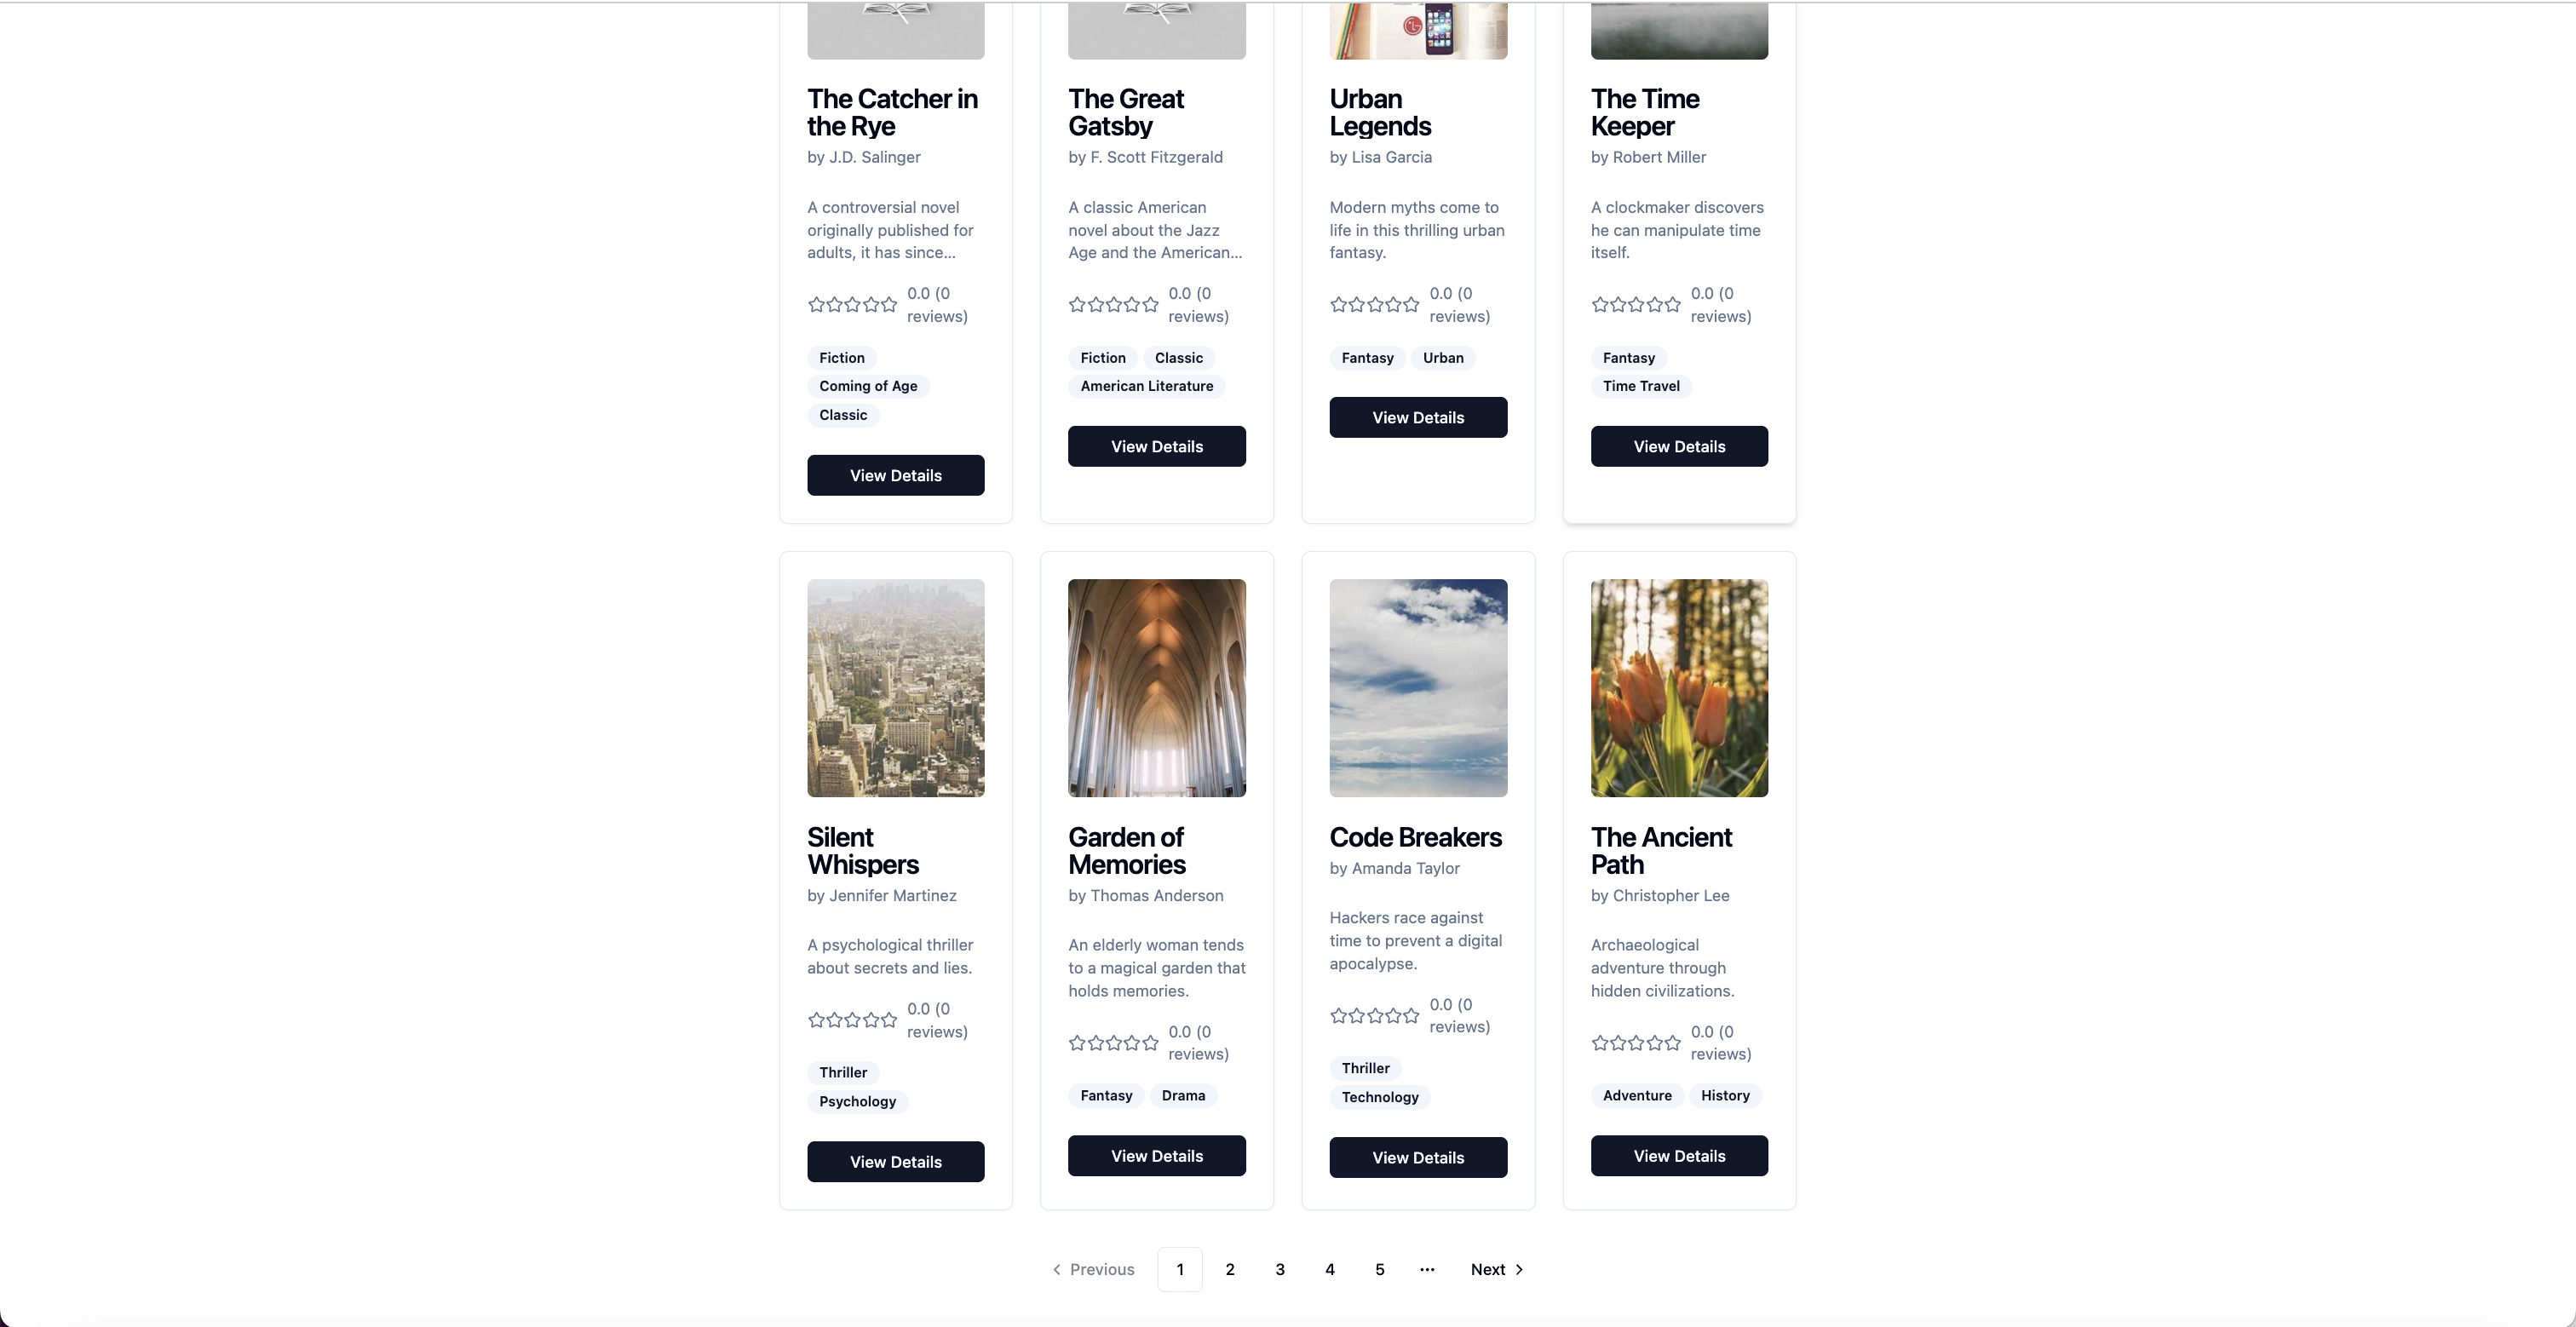 The Catcher in
the Rye
by J.D. Salinger
A controversial novel
originally published for
adults, it has since...
0.0 (0
reviews)
Fiction
Coming of Age
Classic
View Details
The Great
Gatsby
by F. Scott Fitzgerald
A classic American
novel about the Jazz
Age and the American...
0.0 (0
reviews)
Fiction Classic
American Literature
View Details
Urban
Legends
by Lisa Garcia
Modern myths come to
life in this thrilling urban
fantasy.
0.0 (0
reviews)
Fantasy Urban
View Details
The Time
Keeper
by Robert Miller
A clockmaker discovers
he can manipulate time
itself.
0.0 (0
reviews)
Fantasy
Time Travel
View Details
Silent
Whispers
by Jennifer Martinez
A psychological thriller
about secrets and lies.
0.0 (0
reviews)
Thriller
Psychology
View Details
Garden of
Memories
by Thomas Anderson
An elderly woman tends
to a magical garden that
holds memories.
0.0 (0
reviews)
Fantasy Drama
View Details
Code Breakers
by Amanda Taylor
Hackers race against
time to prevent a digital
apocalypse.
0.0 (0
reviews)
Thriller
Technology
View Details
The Ancient
Path
by Christopher Lee
Archaeological
adventure through
hidden civilizations.
0.0 (0
reviews)
Adventure History
View Details
Previous 1 2 3 4 5 ... Next